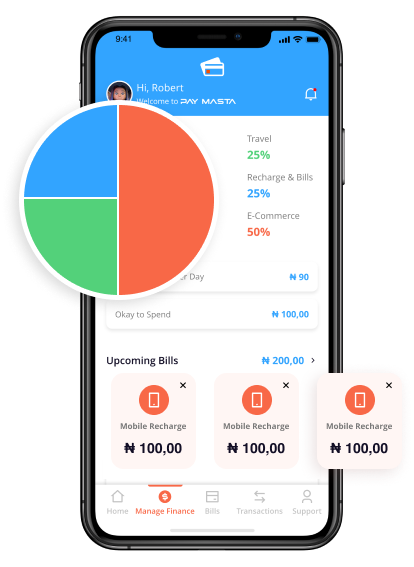 9:41
Hi, Robert
Welcome to PAY MASTA
Travel
25%
Recharge & Bills
25%
E-Commerce
50%
er Day ₦ 90
Okay to Spend ₦ 100,00
Upcoming Bills ₦ 200,00 >
Mobile Recharge
₦ 100,00
Mobile Recharge
₦ 100,00
Mobile Recharge
₦ 100,00
Home Manage Finance Bills Transactions Support